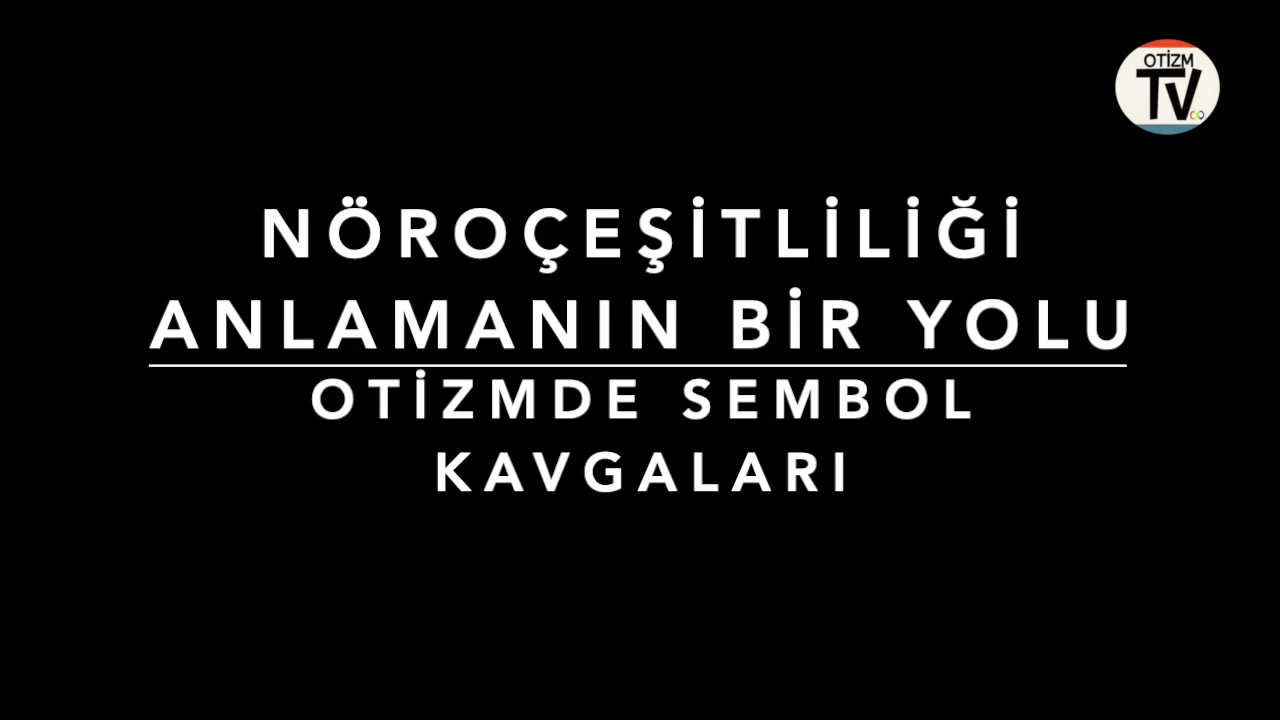 OTİZM
TV
NÖROÇEŞİTLİLİĞİ
ANLAMANIN BİR YOLU
OTİZMDE SEMBOL
KAVGALARI